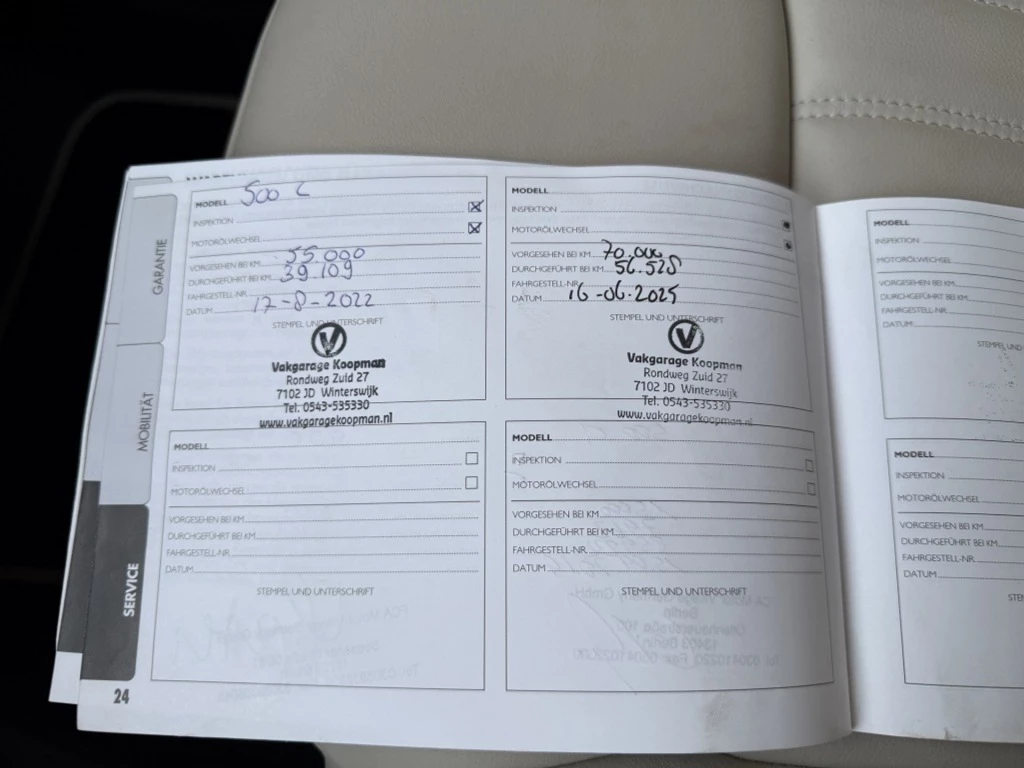 GARANTIE
MOBILITÄT
SERVICE
MODELL 500 C
INSPEKTION
MOTORÖLWECHSEL
VORGESEHEN BEI KM 55.000
DURCHGEFÜHRT BEI KM 39.109
FAHRGESTELL-NR.
DATUM 17-8-2022
STEMPEL UND UNTERSCHRIFT
V
Vakgarage Koopman
Rondweg Zuid 27
7102 JD Winterswijk
Tel. 0543-535330
www.vakgaragekoopman.nl
MODELL
INSPEKTION
MOTORÖLWECHSEL
VORGESEHEN BEI KM 70.000
DURCHGEFÜHRT BEI KM 56.528
FAHRGESTELL-NR.
DATUM 16-06-2025
STEMPEL UND UNTERSCHRIFT
V
Vakgarage Koopman
Rondweg Zuid 27
7102 JD Winterswijk
Tel. 0543-535330
www.vakgaragekoopman.nl
MODELL
INSPEKTION
MOTORÖLWECHSEL
VORGESEHEN BEI KM
DURCHGEFÜHRT BEI KM
FAHRGESTELL-NR.
DATUM
STEMPEL UND
MODELL
INSPEKTION
MOTORÖLWECHSEL
VORGESEHEN BEI KM
DURCHGEFÜHRT BEI KM
FAHRGESTELL-NR.
DATUM
STEMPEL UND UNTERSCHRIFT
MODELL
INSPEKTION
MOTORÖLWECHSEL
VORGESEHEN BEI KM
DURCHGEFÜHRT BEI KM
FAHRGESTELL-NR.
DATUM
STEMPEL UND UNTERSCHRIFT
MODELL
INSPEKTION
MOTORÖLWECHSEL
VORGESEHEN BEI KM
DURCHGEFÜHRT BEI KM
FAHRGESTELL-NR.
DATUM
24